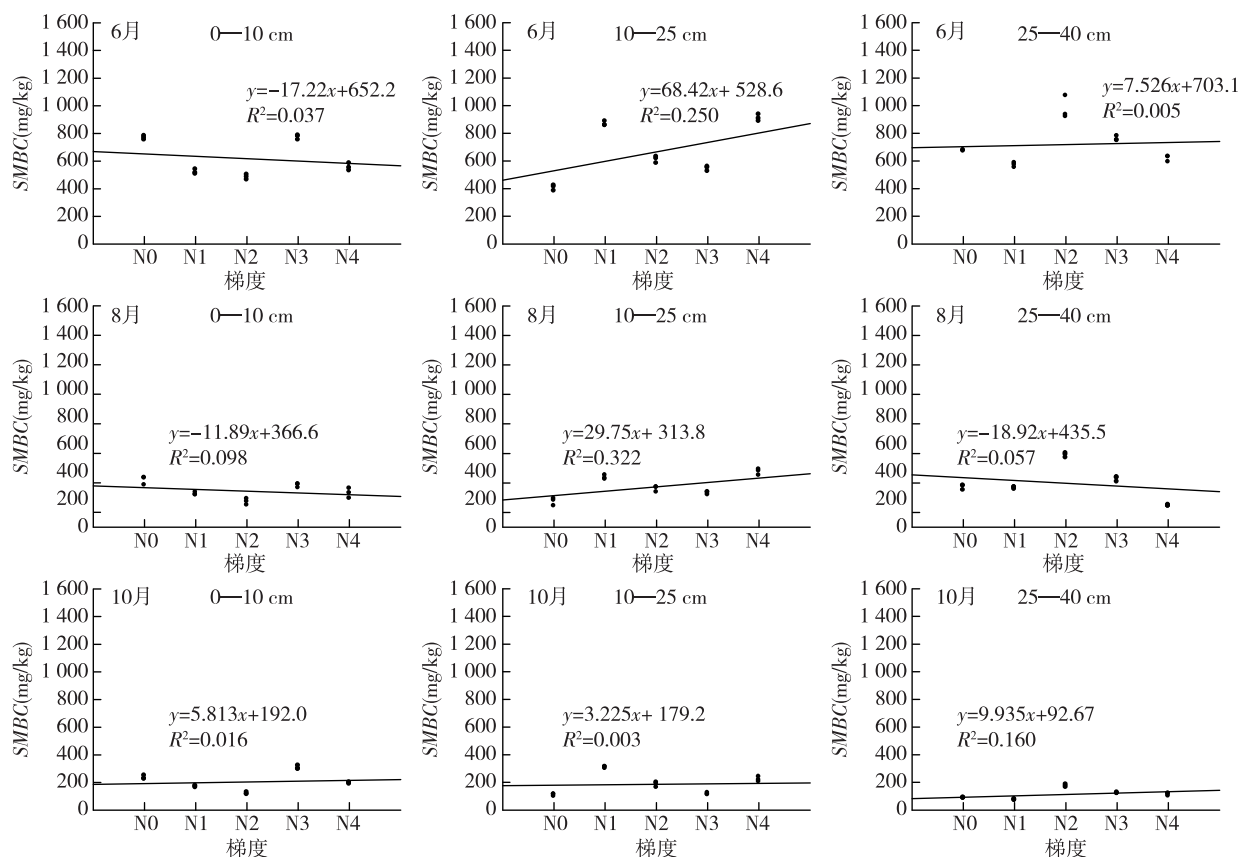 1 600
1 400
1 200
1 000
800
600
400
200
0
SMBC(mg/kg)
6月 0—10 cm
y=-17.22x+652.2
R²=0.037
N0 N1 N2 N3 N4
梯度
1 600
1 400
1 200
1 000
800
600
400
200
0
SMBC(mg/kg)
6月 10—25 cm
y=68.42x+ 528.6
R²=0.250
N0 N1 N2 N3 N4
梯度
1 600
1 400
1 200
1 000
800
600
400
200
0
SMBC(mg/kg)
6月 25—40 cm
y=7.526x+703.1
R²=0.005
N0 N1 N2 N3 N4
梯度
1 600
1 400
1 200
1 000
800
600
400
200
0
SMBC(mg/kg)
8月 0—10 cm
y=-11.89x+366.6
R²=0.098
N0 N1 N2 N3 N4
梯度
1 600
1 400
1 200
1 000
800
600
400
200
0
SMBC(mg/kg)
8月 10—25 cm
y=29.75x+ 313.8
R²=0.322
N0 N1 N2 N3 N4
梯度
1 600
1 400
1 200
1 000
800
600
400
200
0
SMBC(mg/kg)
8月 25—40 cm
y=-18.92x+435.5
R²=0.057
N0 N1 N2 N3 N4
梯度
1 600
1 400
1 200
1 000
800
600
400
200
0
SMBC(mg/kg)
10月 0—10 cm
y=5.813x+192.0
R²=0.016
N0 N1 N2 N3 N4
梯度
1 600
1 400
1 200
1 000
800
600
400
200
0
SMBC(mg/kg)
10月 10—25 cm
y=3.225x+ 179.2
R²=0.003
N0 N1 N2 N3 N4
梯度
1 600
1 400
1 200
1 000
800
600
400
200
0
SMBC(mg/kg)
10月 25—40 cm
y=9.935x+92.67
R²=0.160
N0 N1 N2 N3 N4
梯度